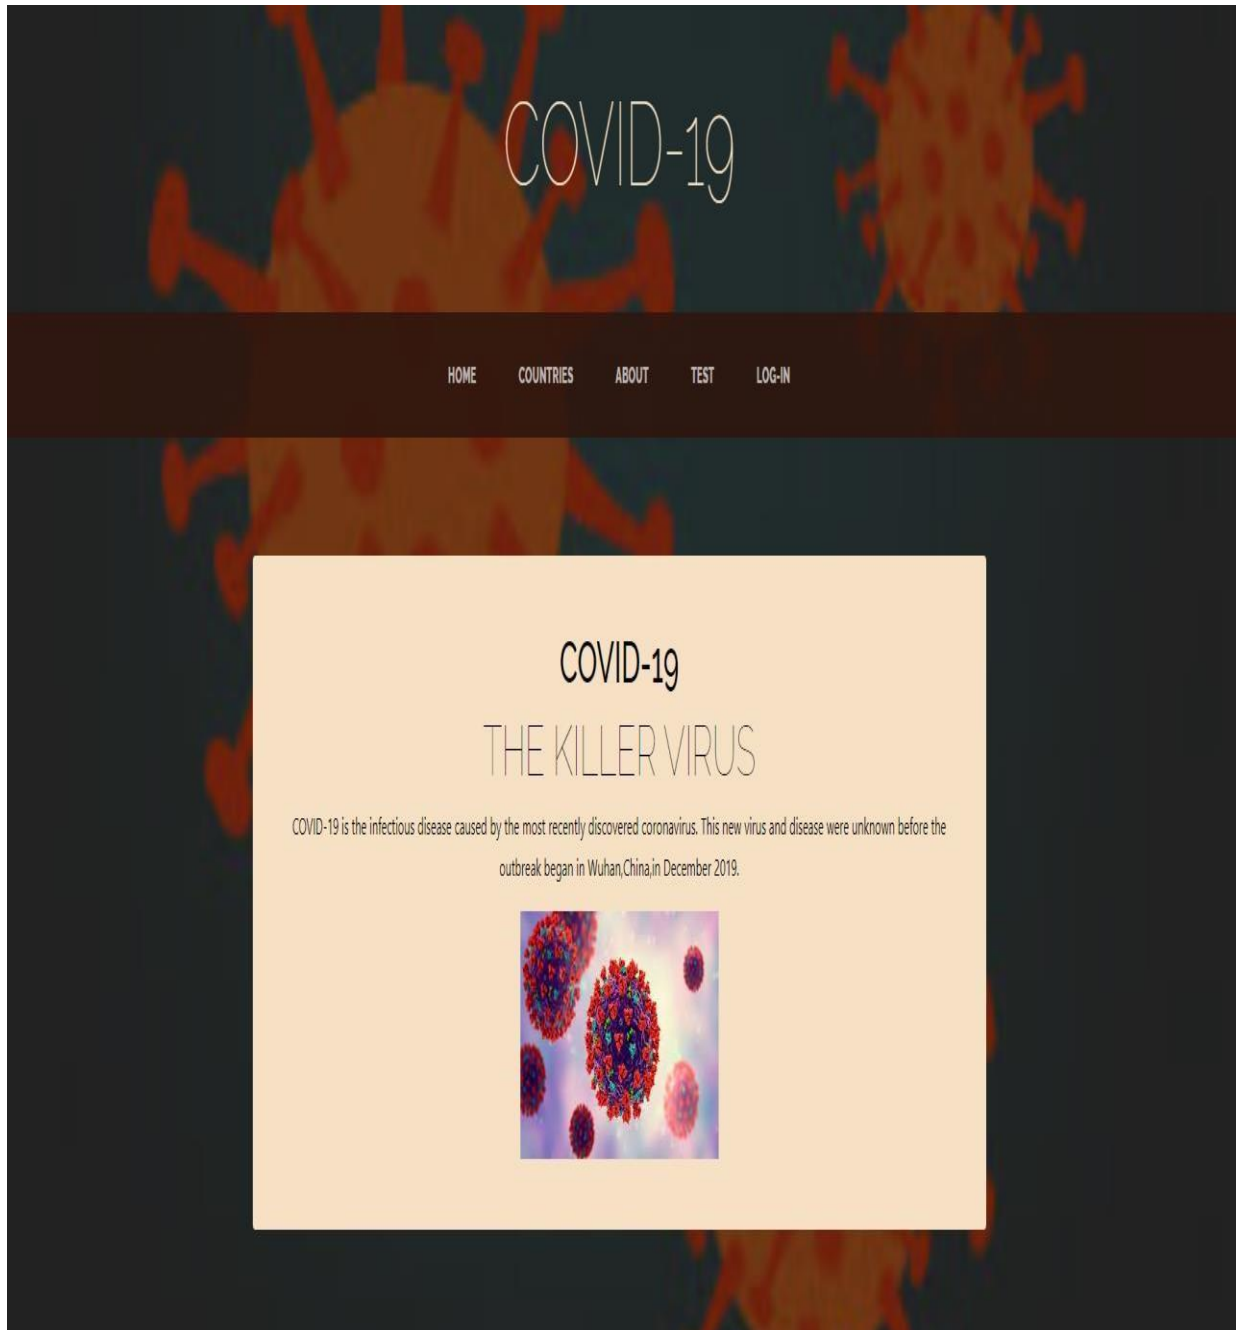 COVID-19
HOME COUNTRIES ABOUT TEST LOG-IN
COVID-19
THE KILLER VIRUS
COVID-19 is the infectious disease caused by the most recently discovered coronavirus. This new virus and disease were unknown before the
outbreak began in Wuhan,China,in December 2019.